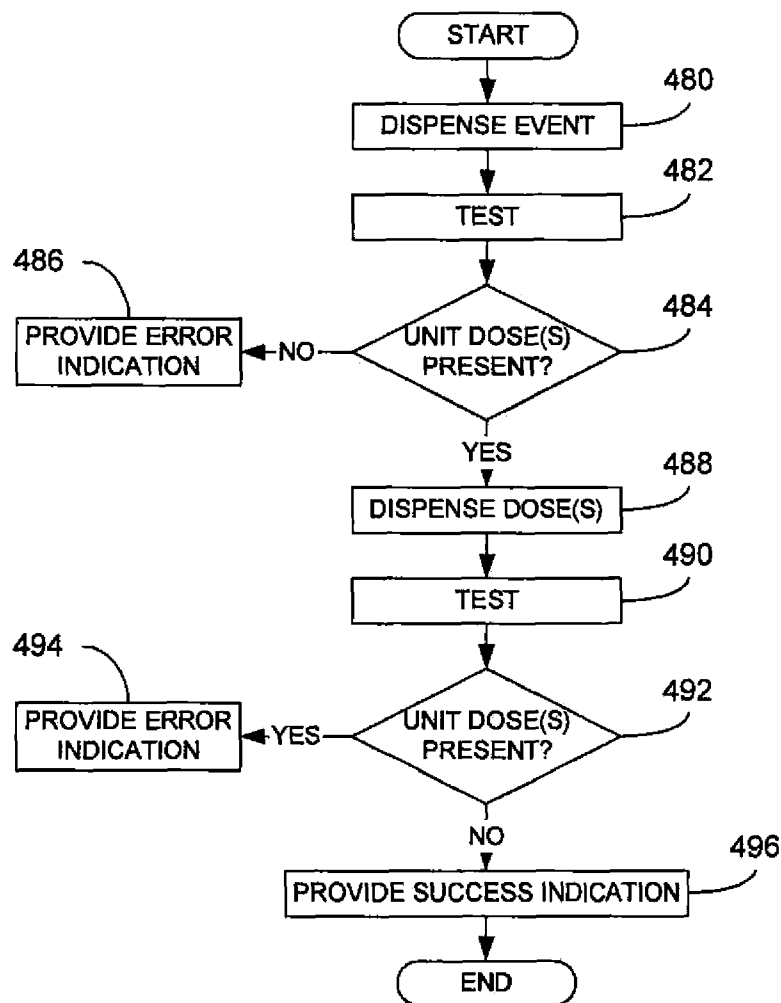 START
480
DISPENSE EVENT
482
TEST
486
484
PROVIDE ERROR
INDICATION
NO
UNIT DOSE(S)
PRESENT?
YES
488
DISPENSE DOSE(S)
490
TEST
494
492
PROVIDE ERROR
INDICATION
YES
UNIT DOSE(S)
PRESENT?
NO
496
PROVIDE SUCCESS INDICATION
END